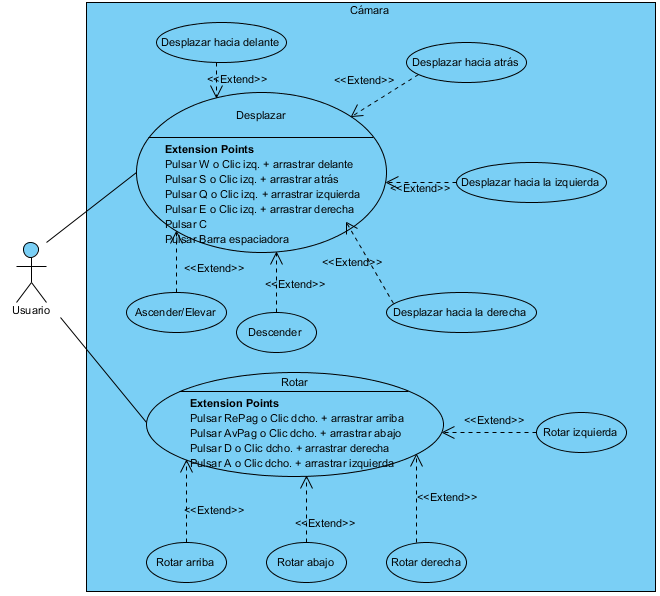 Cámara
Desplazar hacia delante
Desplazar hacia atrás
<<Extend>>
<<Extend>>
Desplazar
Extension Points
Pulsar W o Clic izq. + arrastrar delante
Pulsar S o Clic izq. + arrastrar atrás
Pulsar Q o Clic izq. + arrastrar izquierda
Pulsar E o Clic izq. + arrastrar derecha
Pulsar C
Pulsar Barra espaciadora
<<Extend>>
Desplazar hacia la izquierda
<<Extend>>
<<Extend>>
<<Extend>>
Usuario
Ascender/Elevar
Descender
Desplazar hacia la derecha
Rotar
Extension Points
Pulsar RePag o Clic dcho. + arrastrar arriba
Pulsar AvPag o Clic dcho. + arrastrar abajo
Pulsar D o Clic dcho. + arrastrar derecha
Pulsar A o Clic dcho. + arrastrar izquierda
<<Extend>>
Rotar izquierda
<<Extend>>
<<Extend>>
<<Extend>>
Rotar arriba
Rotar abajo
Rotar derecha